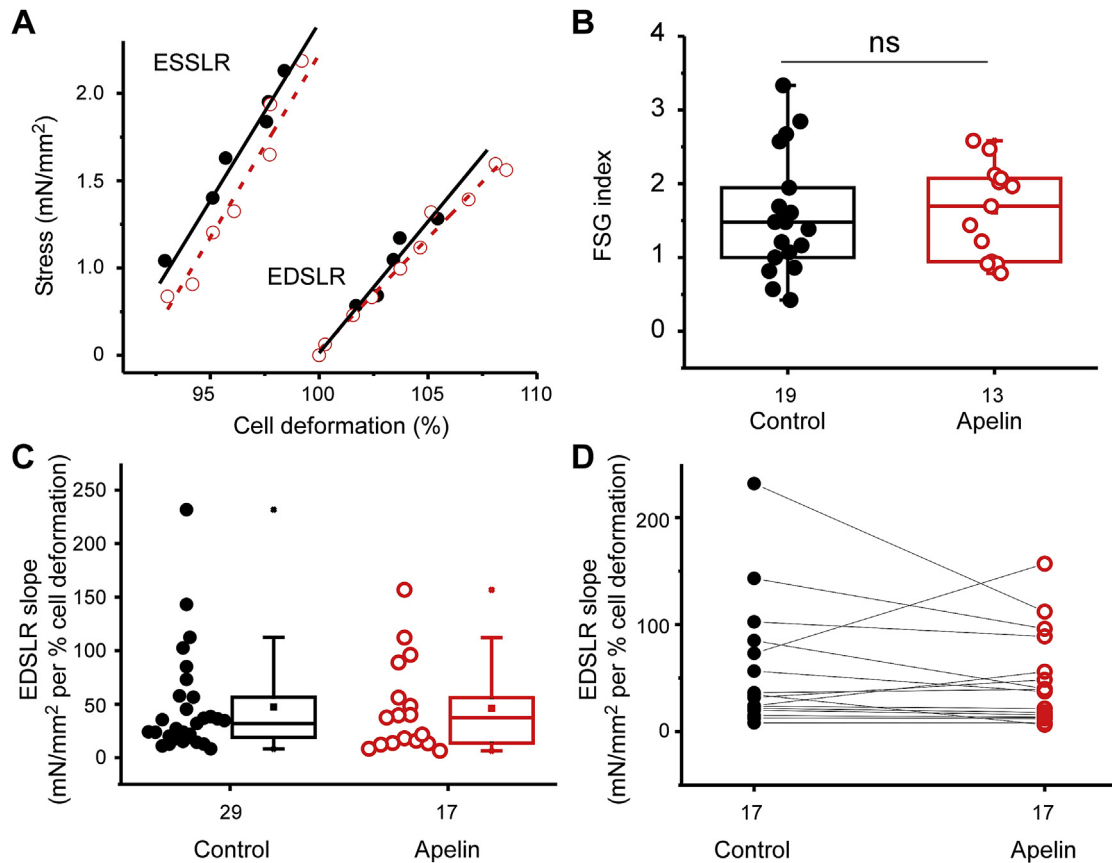 A
ESSLR
EDSLR
Stress (mN/mm²)
2.0
1.5
1.0
0
95
100
105
110
Cell deformation (%)
B
ns
FSG index
4
3
2
1
0
19
13
Control
Apelin
C
EDSLR slope
(mN/mm² per % cell deformation)
250
200
150
100
50
0
29
17
Control
Apelin
D
EDSLR slope
(mN/mm² per % cell deformation)
200
100
0
17
17
Control
Apelin